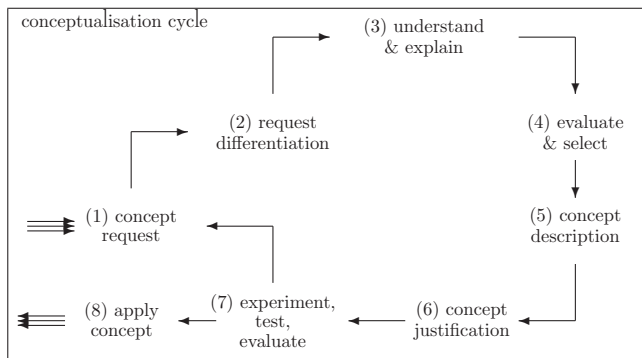 conceptualisation cycle
(3) understand
& explain
(2) request
differentiation
(4) evaluate
& select
(1) concept
request
(5) concept
description
(8) apply
concept
(7) experiment,
test,
evaluate
(6) concept
justification